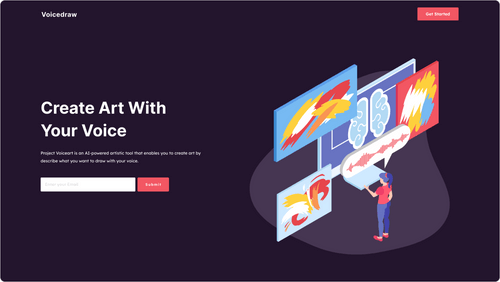 Voicedraw
Get Started
Create Art With
Your Voice
Project Voiceart is an AI-powered artistic tool that enables you to create art by
describe what you want to draw with your voice.
Enter your Email
Submit